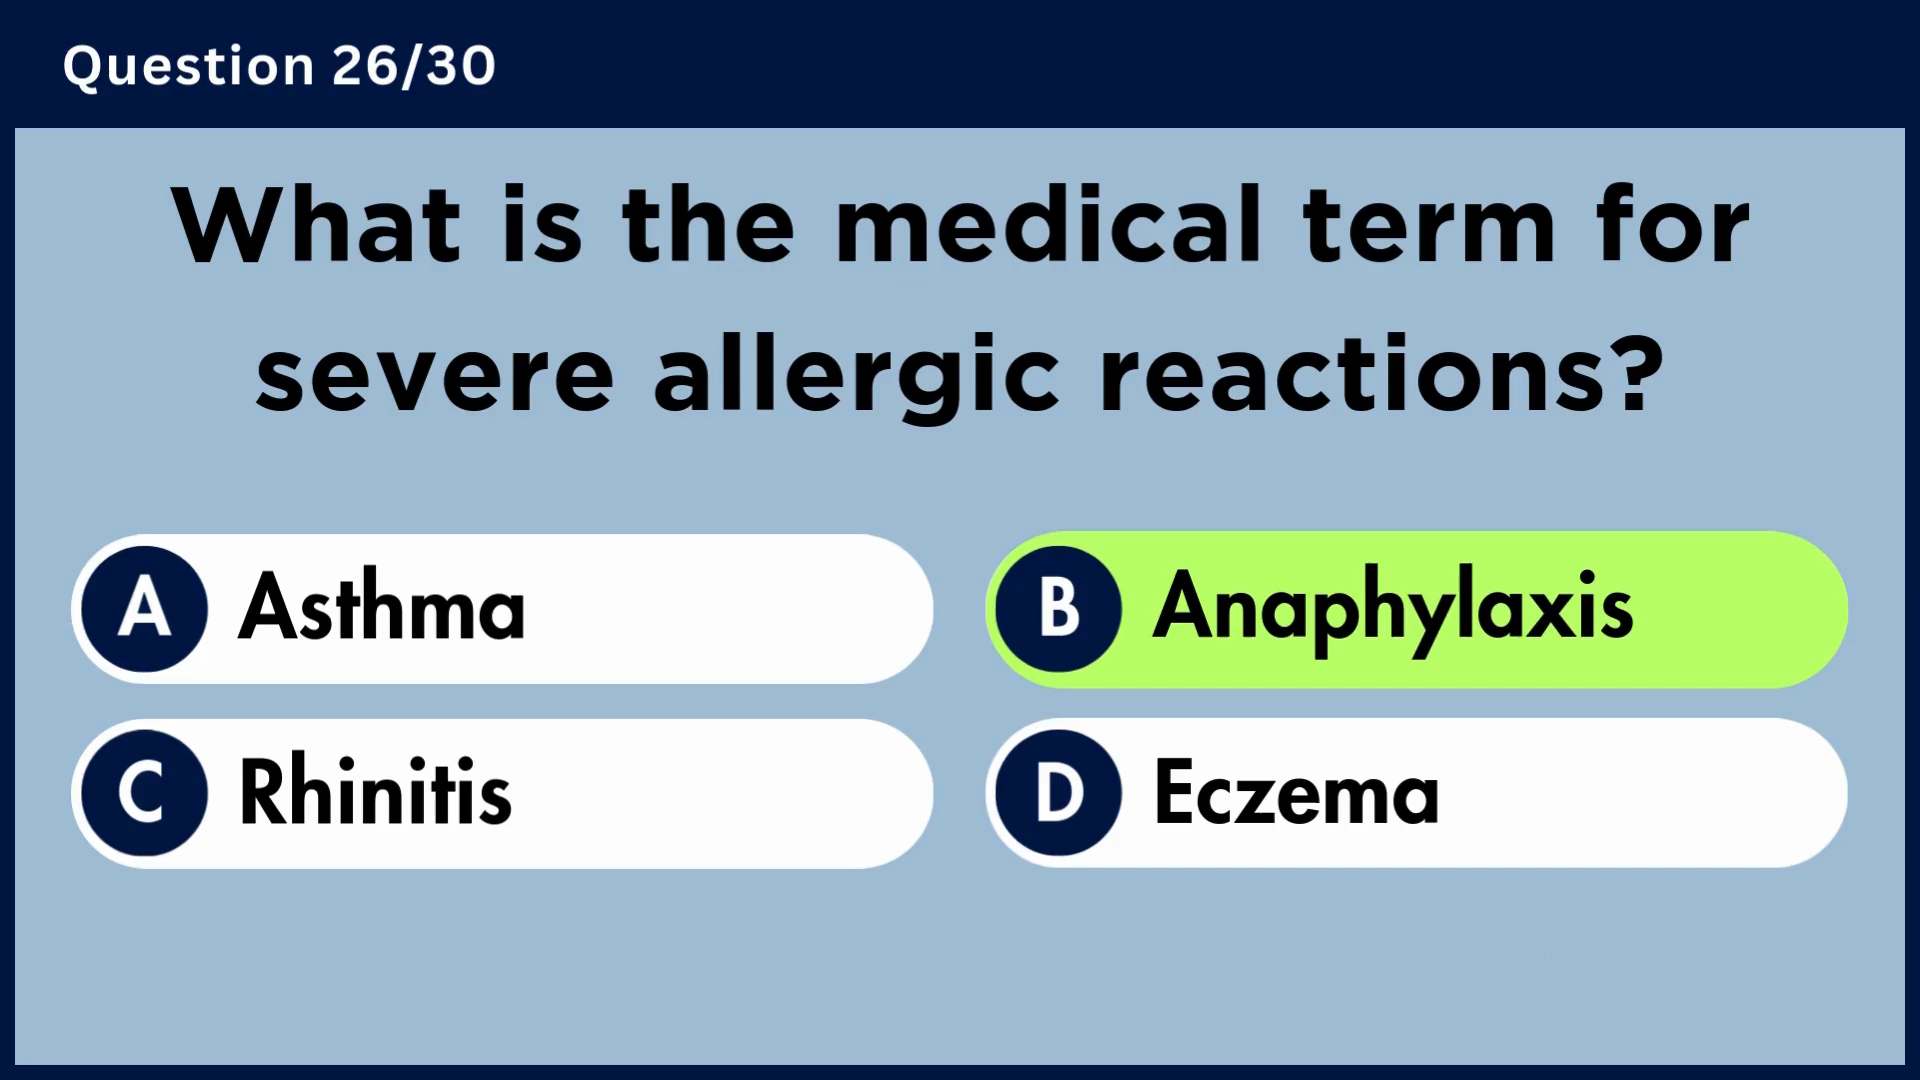 Question 26/30
What is the medical term for
severe allergic reactions?
A Asthma
B Anaphylaxis
C Rhinitis
D Eczema